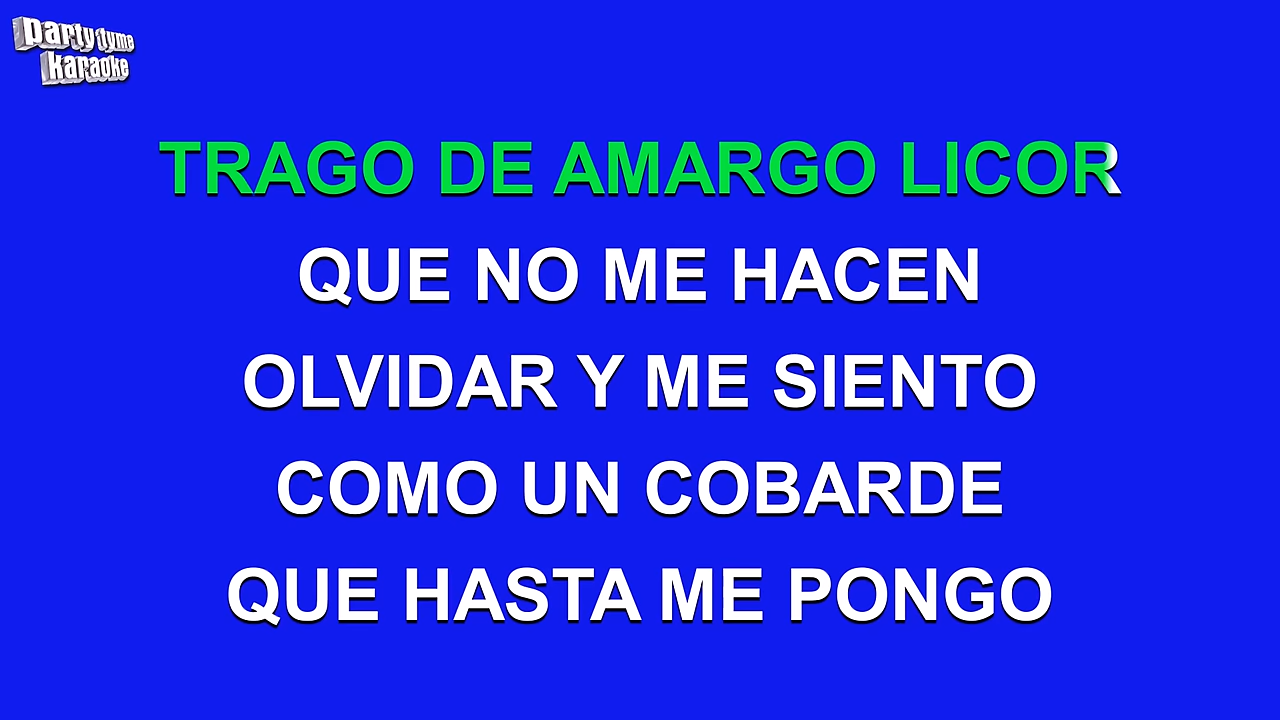 party tyme
karaoke
TRAGO DE AMARGO LICOR
QUE NO ME HACEN
OLVIDAR Y ME SIENTO
COMO UN COBARDE
QUE HASTA ME PONGO